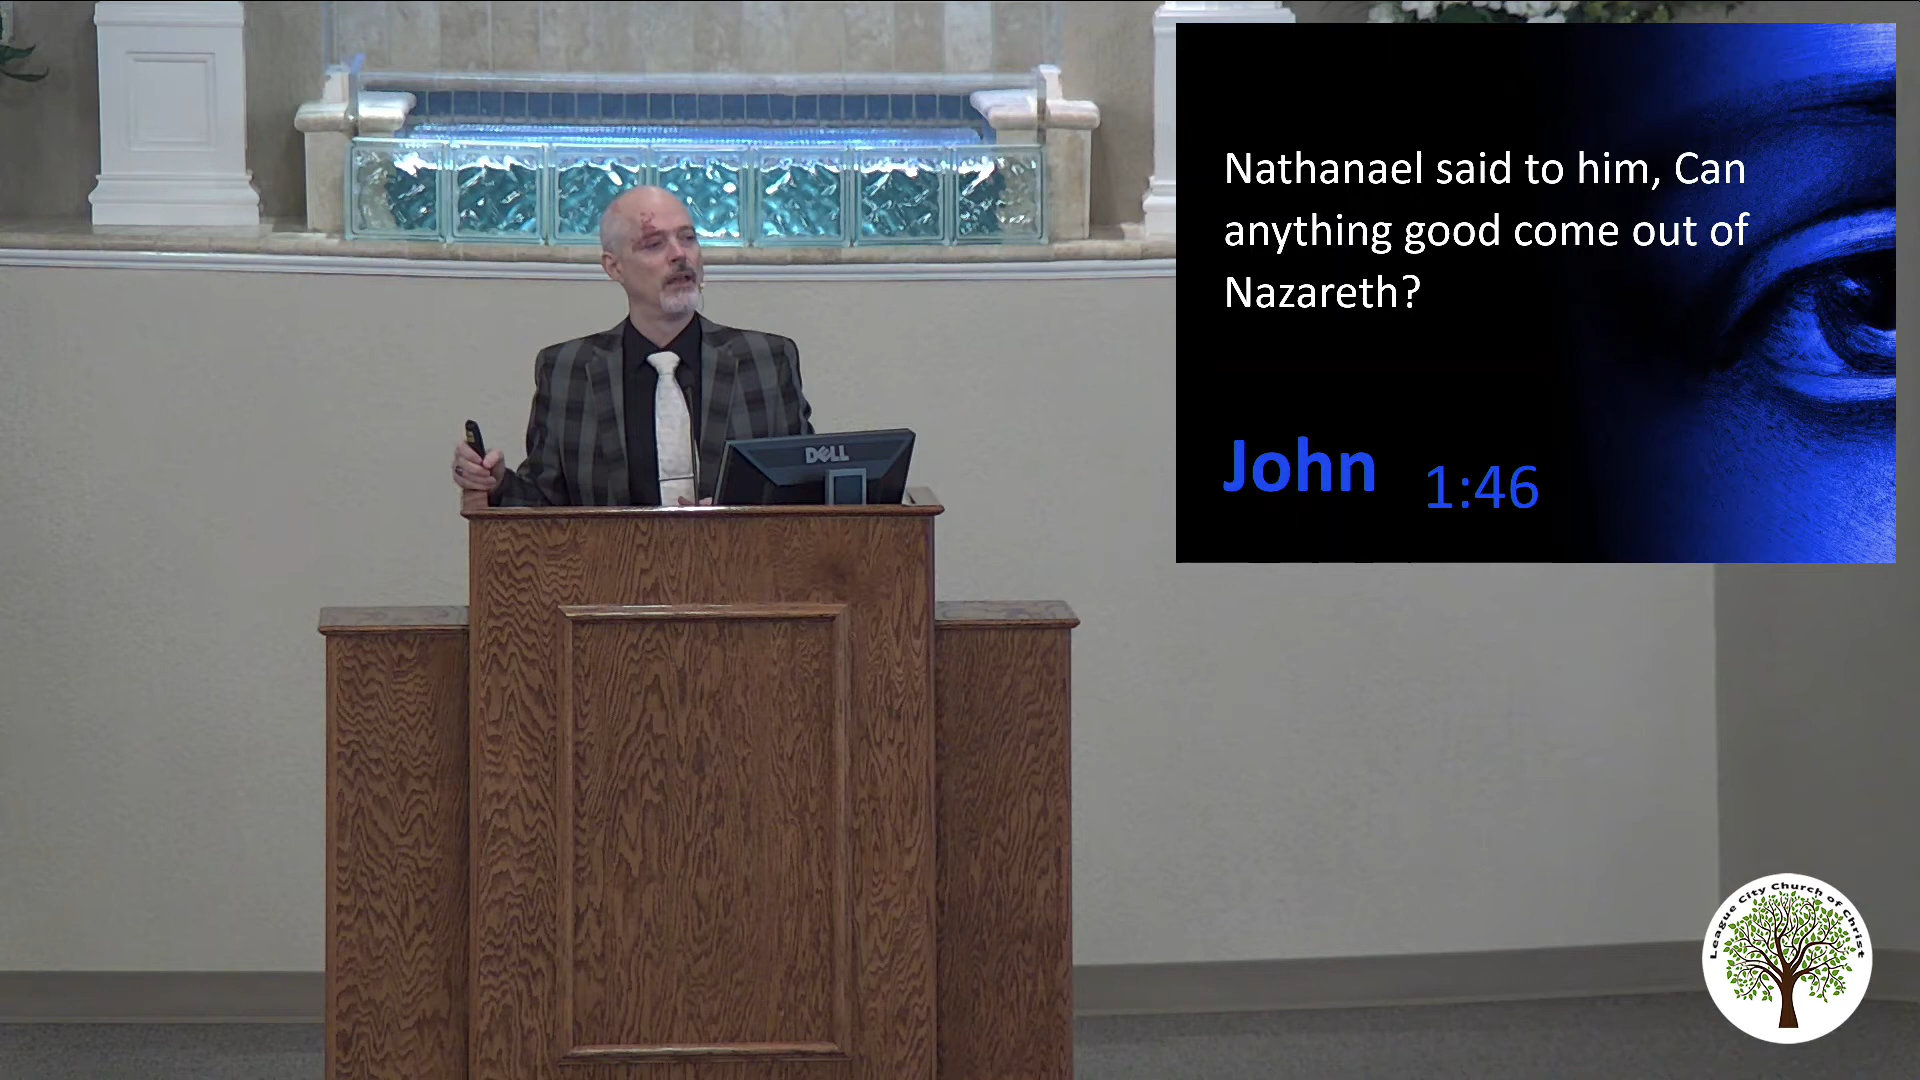 Nathanael said to him, Can
anything good come out of
Nazareth?
John 1:46
DELL
League City Church of Christ